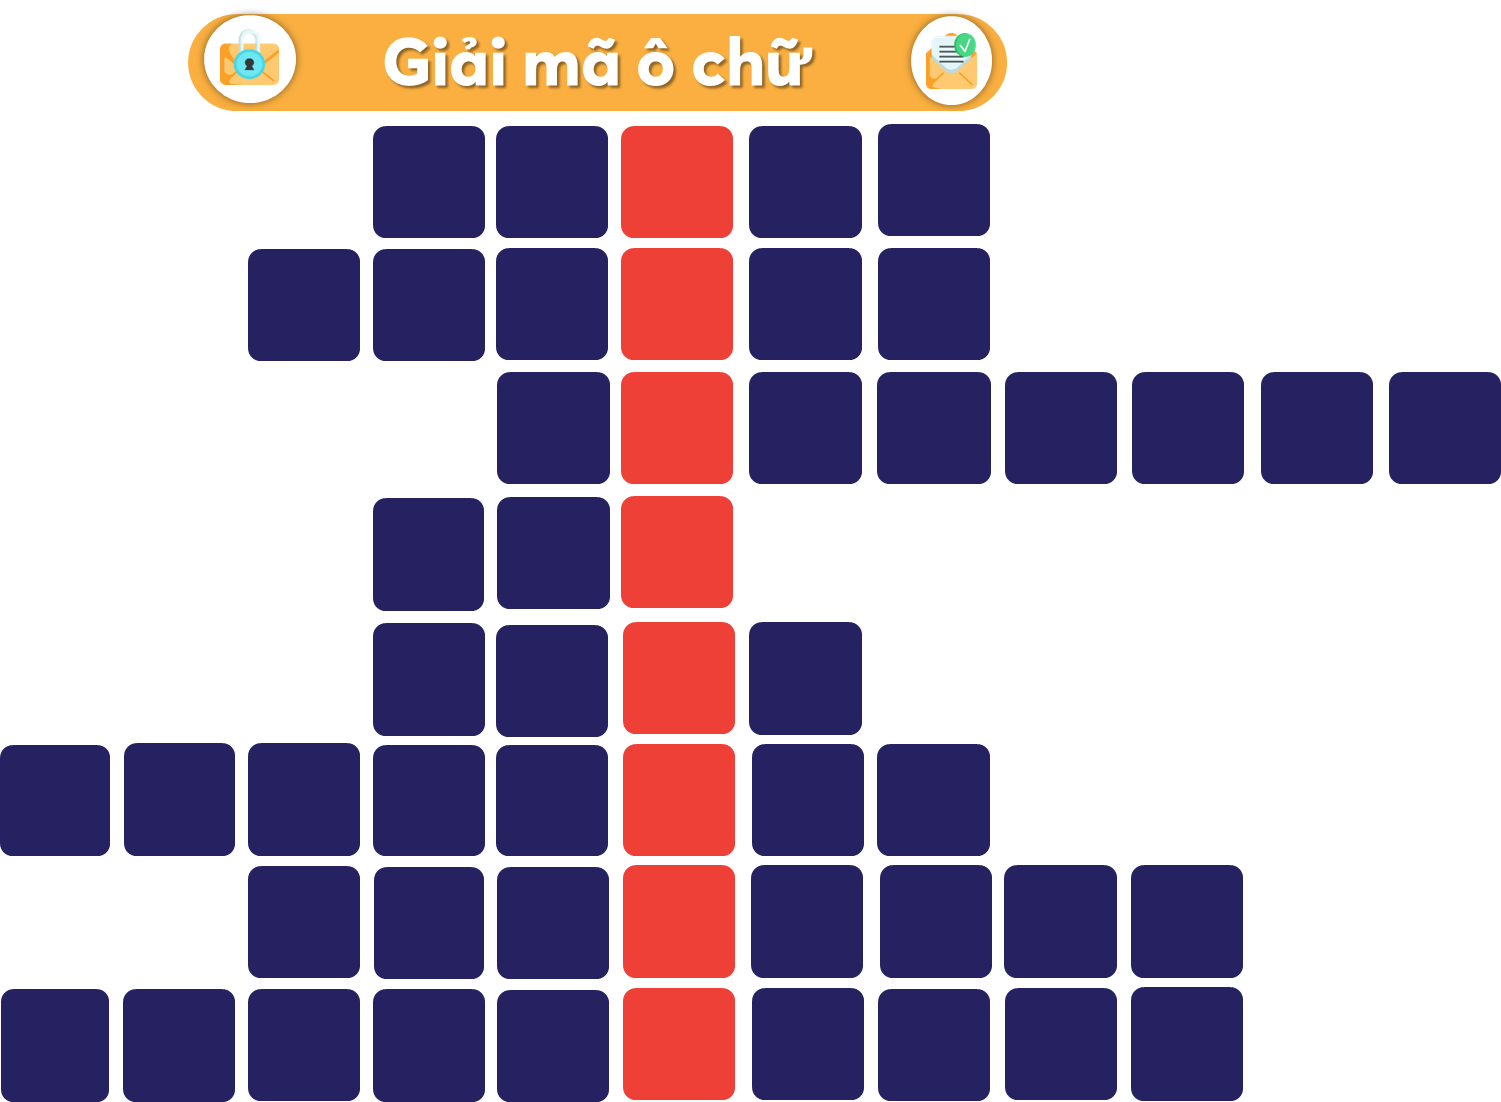 Giải mã ô chữ